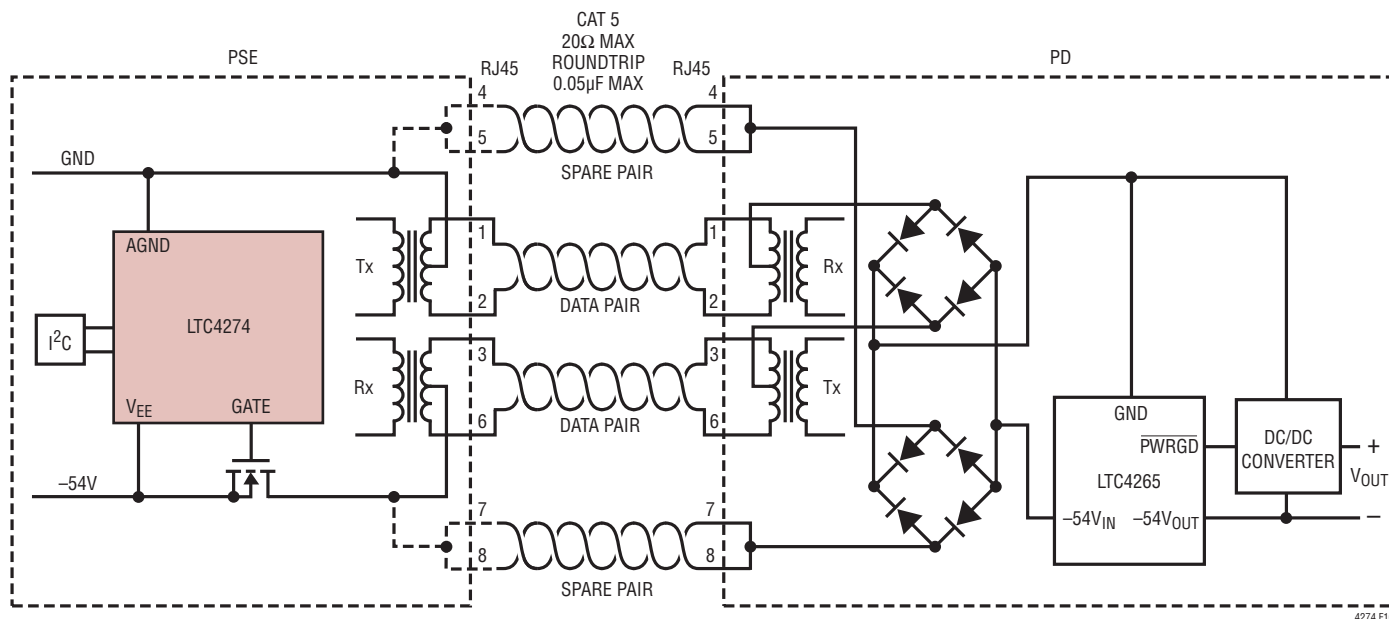 CAT 5
20Ω MAX
ROUNDTRIP
0.05µF MAX
PSE
RJ45
RJ45
PD
4
5
4
5
SPARE PAIR
GND
AGND
LTC4274
I²C
VEE
GATE
–54V
Tx
1
2
1
2
Rx
DATA PAIR
Rx
3
6
3
6
Tx
DATA PAIR
7
8
7
8
SPARE PAIR
GND
PWRGD
LTC4265
–54VIN
–54VOUT
DC/DC
CONVERTER
+
VOUT
–